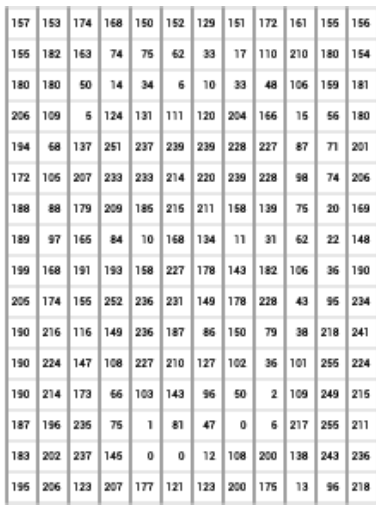 157 153 174 168 150 152 129 151 172 161 155 156
155 182 163 74 75 62 33 17 110 210 180 154
180 180 50 14 34 6 10 33 48 106 159 181
206 109 5 124 131 111 120 204 166 15 56 180
194 68 137 251 237 239 239 228 227 87 71 201
172 105 207 233 233 214 220 239 228 98 74 206
188 88 179 209 185 215 211 158 139 75 20 169
189 97 165 84 10 168 134 11 31 62 22 148
199 168 191 193 158 227 178 143 182 106 36 190
205 174 155 252 236 231 149 178 228 43 95 234
190 216 116 149 236 187 86 150 79 38 218 241
190 224 147 108 227 210 127 102 36 101 255 224
190 214 173 66 103 143 96 50 2 109 249 215
187 196 235 75 1 81 47 0 6 217 255 211
183 202 237 145 0 0 12 108 200 138 243 236
195 206 123 207 177 121 123 200 175 13 96 218